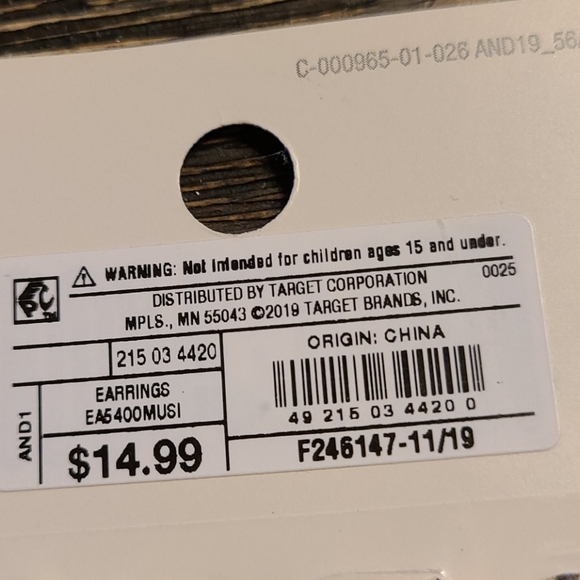 C-000965-01-026 AND19_56
WARNING: Not intended for children ages 15 and under.
DISTRIBUTED BY TARGET CORPORATION
0025
MPLS., MN 55043 ©2019 TARGET BRANDS, INC.
215 03 4420
ORIGIN: CHINA
EARRINGS
EA5400MUSI
49 215 03 4420 0
AND1
$14.99
F246147-11/19